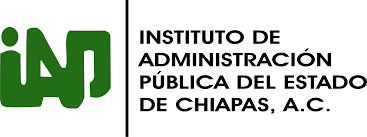 iAP
INSTITUTO DE
ADMINISTRACIÓN
PÚBLICA DEL ESTADO
DE CHIAPAS, A.C.